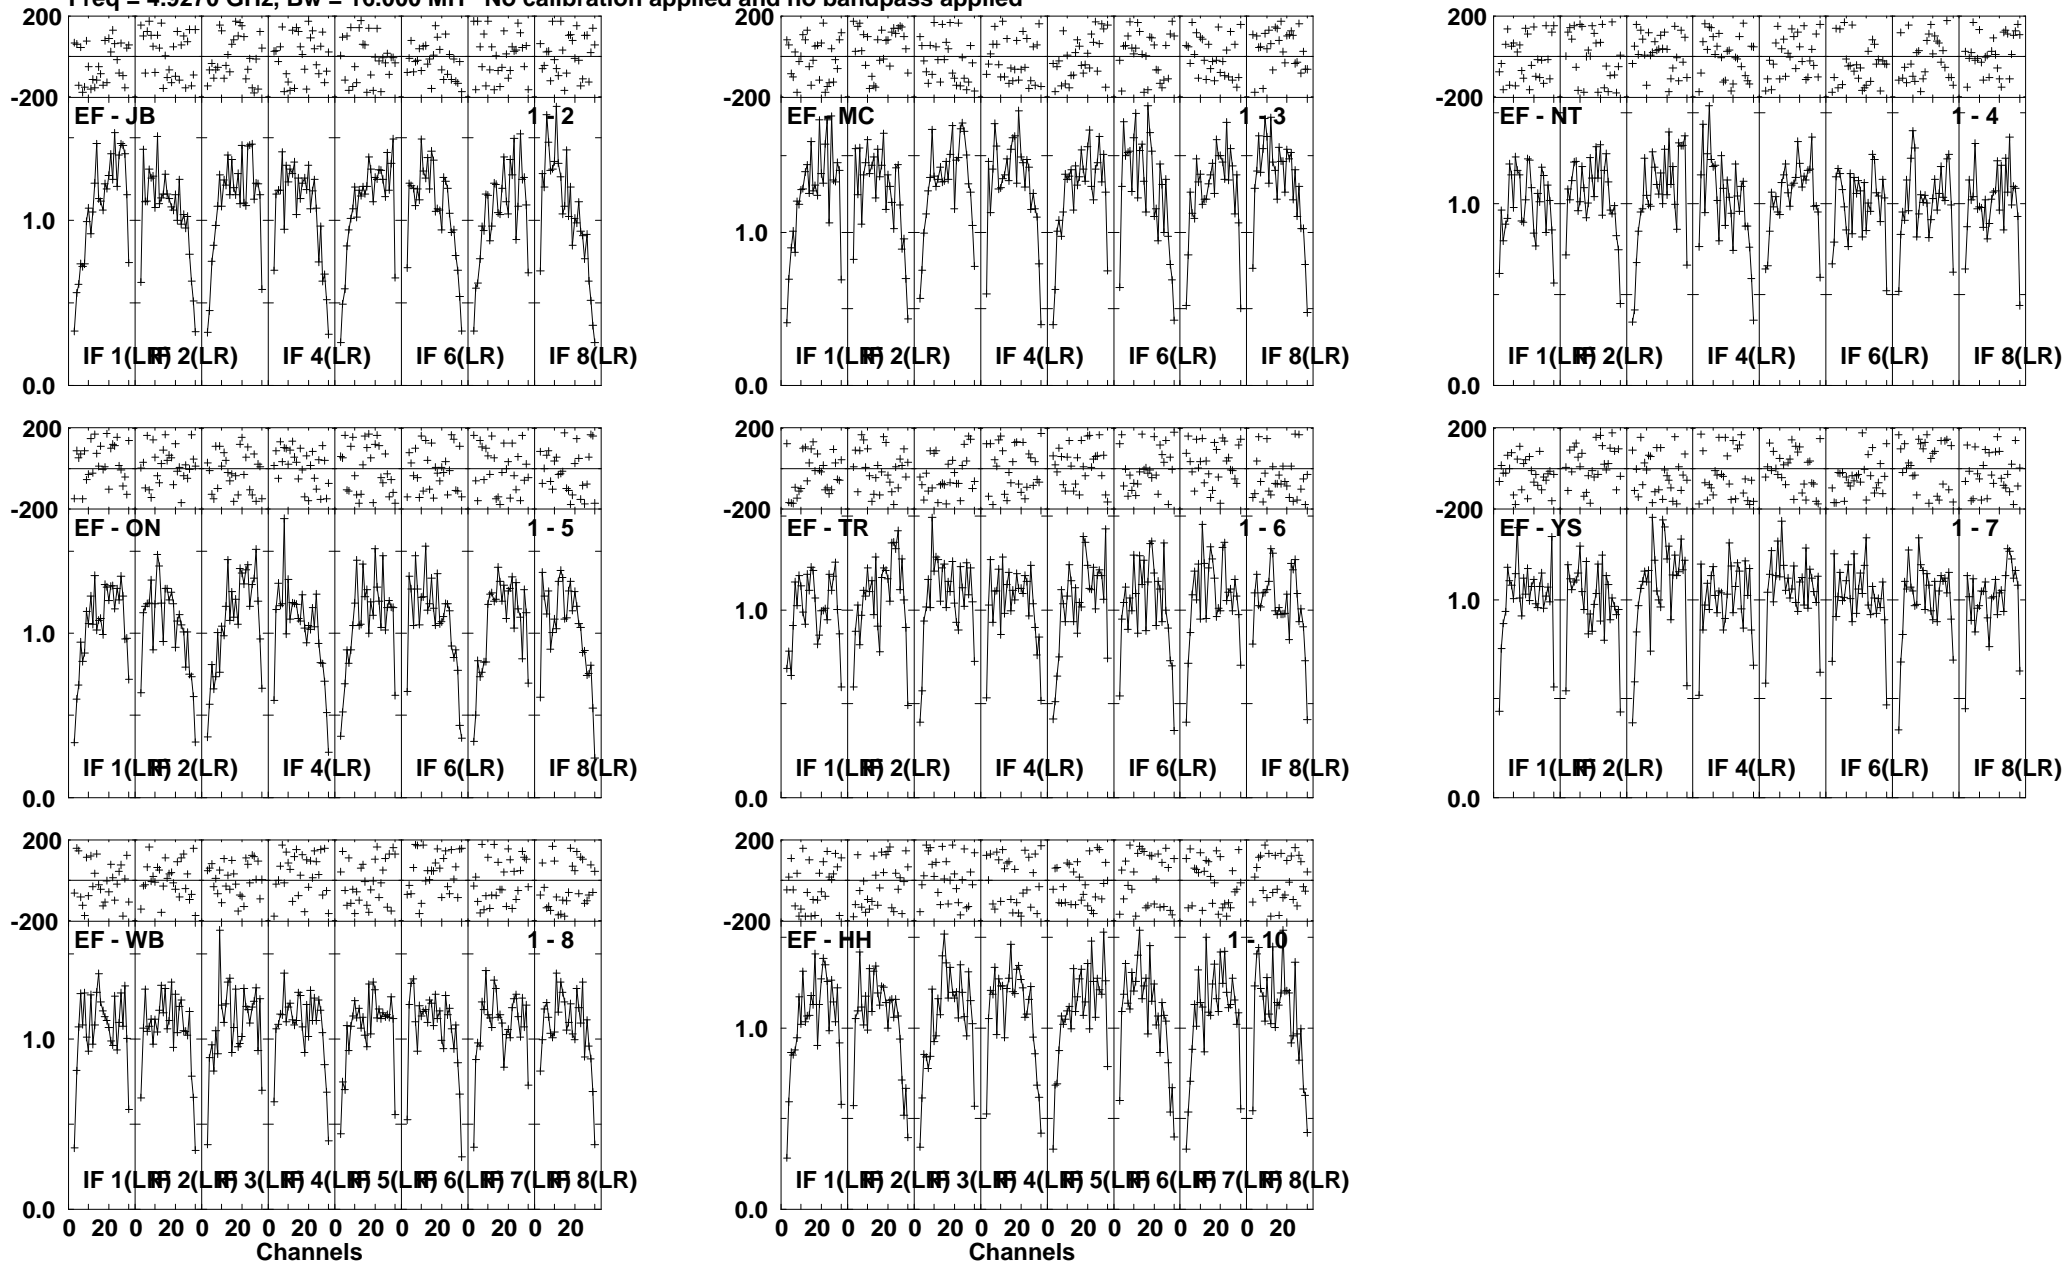 Freq = 4.9270 GHz, Bw = 16.000 MH No calibration applied and no bandpass applied
200 200 200
-200 -200 -200
EF - JB 1 - 2 EF - MC 1 - 3 EF - NT 1 - 4
1.0 1.0 1.0
IF 1(LR) IF 2(LR) IF 4(LR) IF 6(LR) IF 8(LR) IF 1(LR) IF 2(LR) IF 4(LR) IF 6(LR) IF 8(LR) IF 1(LR) IF 2(LR) IF 4(LR) IF 6(LR) IF 8(LR)
0.0 0.0 0.0
200 200 200
-200 -200 -200
EF - ON 1 - 5 EF - TR 1 - 6 EF - YS 1 - 7
1.0 1.0 1.0
IF 1(LR) IF 2(LR) IF 4(LR) IF 6(LR) IF 8(LR) IF 1(LR) IF 2(LR) IF 4(LR) IF 6(LR) IF 8(LR) IF 1(LR) IF 2(LR) IF 4(LR) IF 6(LR) IF 8(LR)
0.0 0.0 0.0
200 200
-200 -200
EF - WB 1 - 8 EF - HH 1 - 10
1.0 1.0
IF 1(LR) IF 2(LR) IF 3(LR) IF 4(LR) IF 5(LR) IF 6(LR) IF 7(LR) IF 8(LR) IF 1(LR) IF 2(LR) IF 3(LR) IF 4(LR) IF 5(LR) IF 6(LR) IF 7(LR) IF 8(LR)
0.0 0.0
0 20 0 20 0 20 0 20 0 20 0 20 0 20 0 20 0 20 0 20 0 20 0 20 0 20 0 20 0 20 0 20
Channels Channels